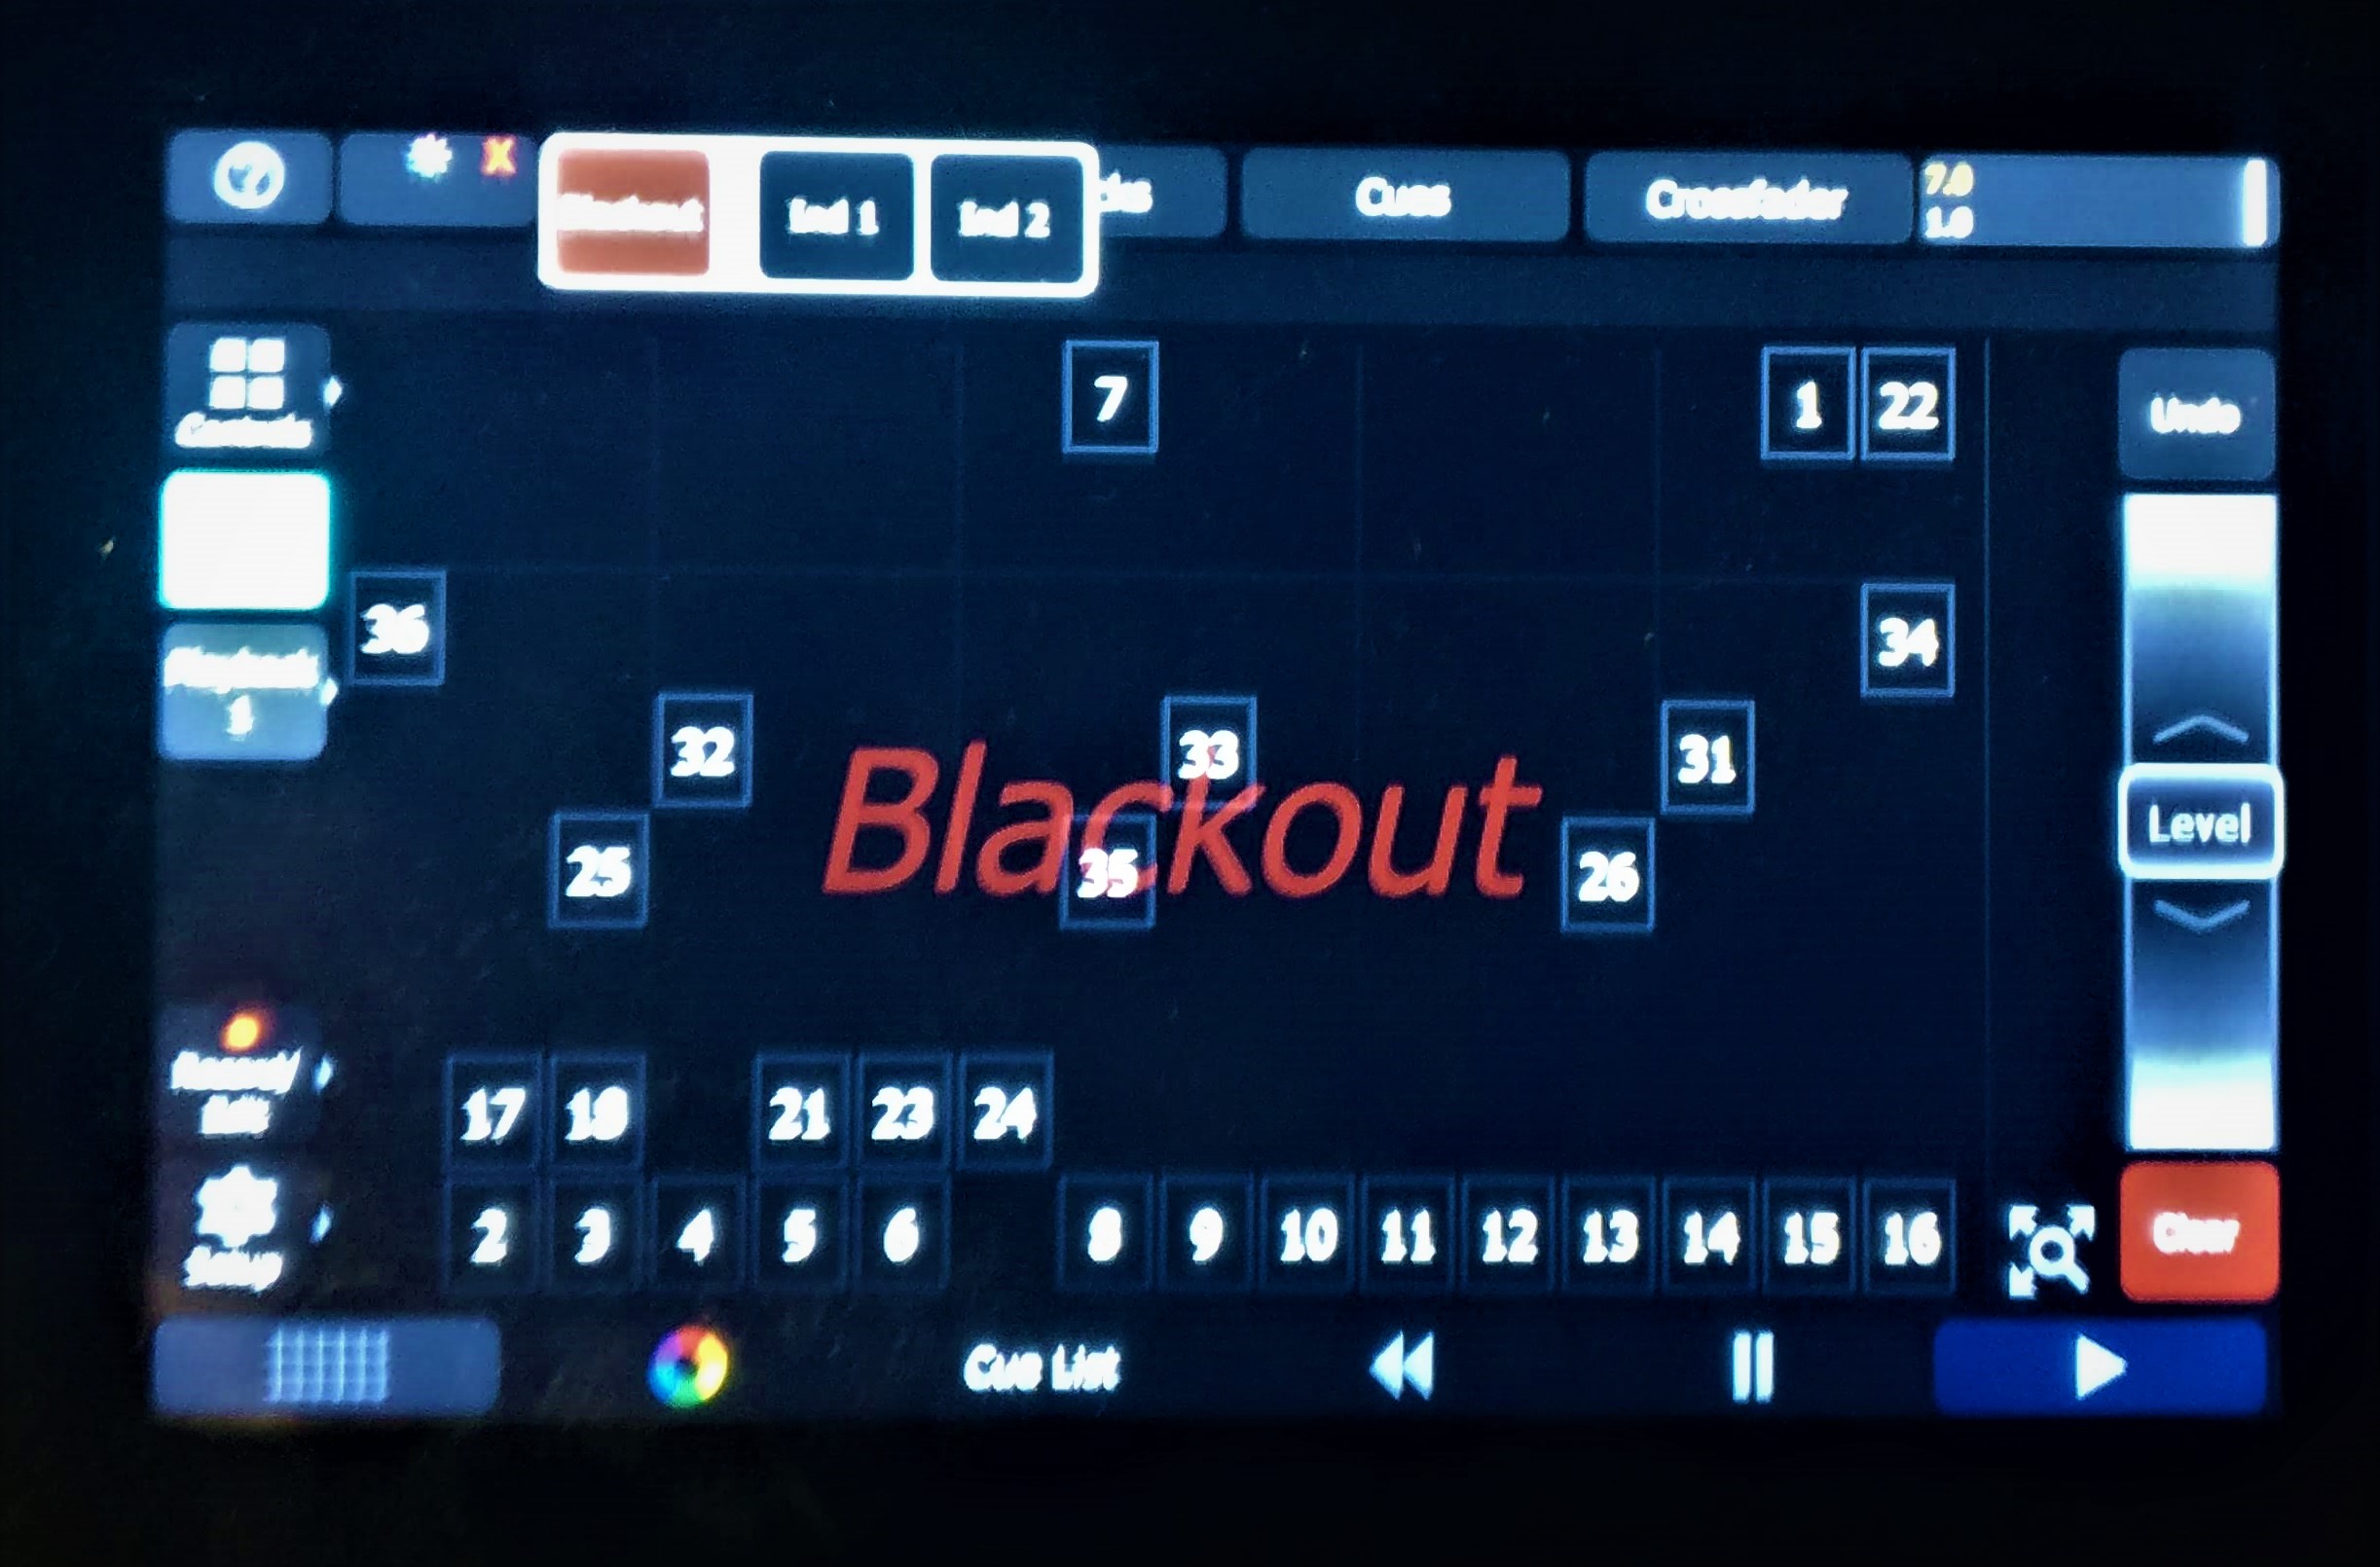 Ind 1 Ind 2 Cues Crossfader
7 1 22 Undo
36 34
32 33 31
Blackout
Level
25 35 26
17 18 21 23 24
2 3 4 5 6 8 9 10 11 12 13 14 15 16 Clear
Cue List